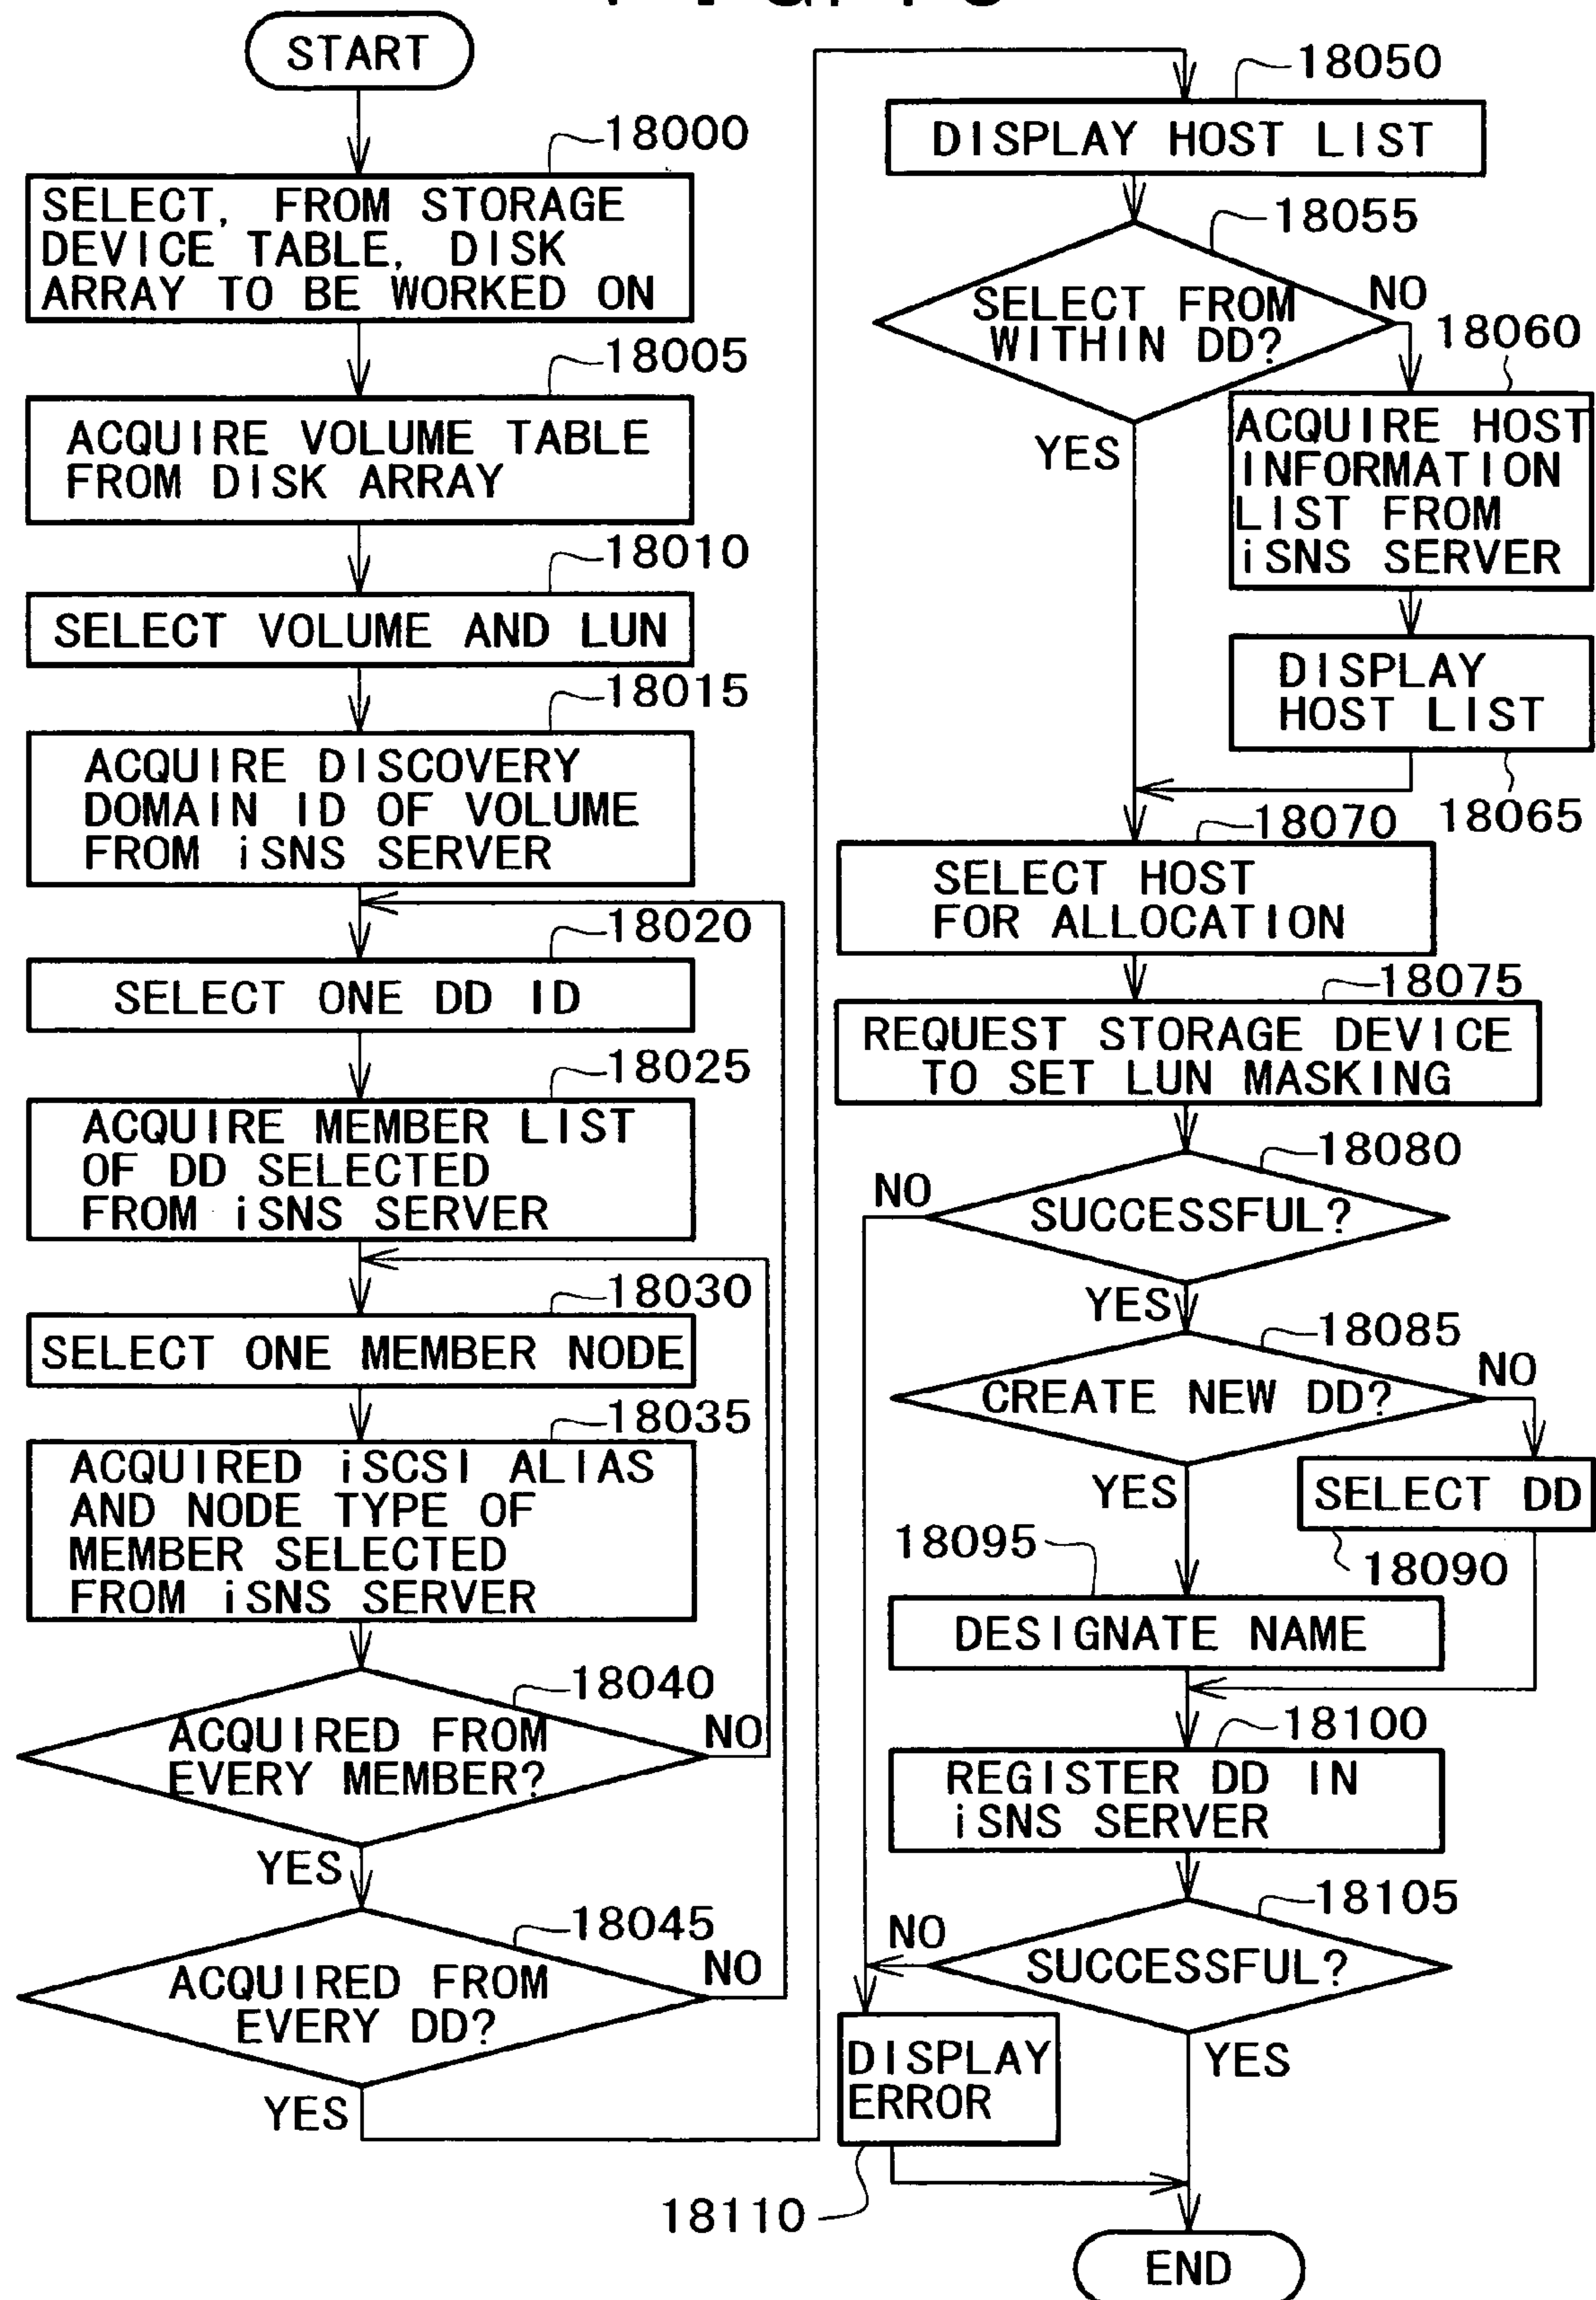 START
18000
SELECT, FROM STORAGE
DEVICE TABLE, DISK
ARRAY TO BE WORKED ON
18005
ACQUIRE VOLUME TABLE
FROM DISK ARRAY
18010
SELECT VOLUME AND LUN
18015
ACQUIRE DISCOVERY
DOMAIN ID OF VOLUME
FROM iSNS SERVER
18020
SELECT ONE DD ID
18025
ACQUIRE MEMBER LIST
OF DD SELECTED
FROM iSNS SERVER
18030
SELECT ONE MEMBER NODE
18035
ACQUIRED iSCSI ALIAS
AND NODE TYPE OF
MEMBER SELECTED
FROM iSNS SERVER
18040
ACQUIRED FROM
EVERY MEMBER?
NO
YES
18045
ACQUIRED FROM
EVERY DD?
NO
YES
18050
DISPLAY HOST LIST
18055
SELECT FROM
WITHIN DD?
NO
YES
18060
ACQUIRE HOST
INFORMATION
LIST FROM
iSNS SERVER
DISPLAY
HOST LIST
18065
18070
SELECT HOST
FOR ALLOCATION
18075
REQUEST STORAGE DEVICE
TO SET LUN MASKING
18080
NO
SUCCESSFUL?
YES
18085
CREATE NEW DD?
NO
YES
SELECT DD
18090
18095
DESIGNATE NAME
18100
REGISTER DD IN
iSNS SERVER
18105
NO
SUCCESSFUL?
YES
DISPLAY
ERROR
18110
END